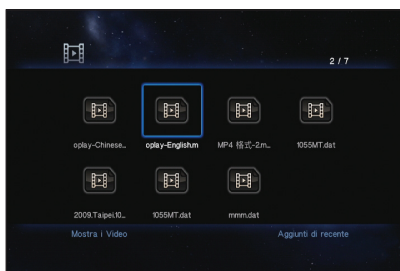 2 / 7
oplay-Chinese...
oplay-English.m
MP4 格式-2.m...
1055MT.dat
2009.Taipei.10...
1055MT.dat
mmm.dat
Mostra i Video
Aggiunti di recente